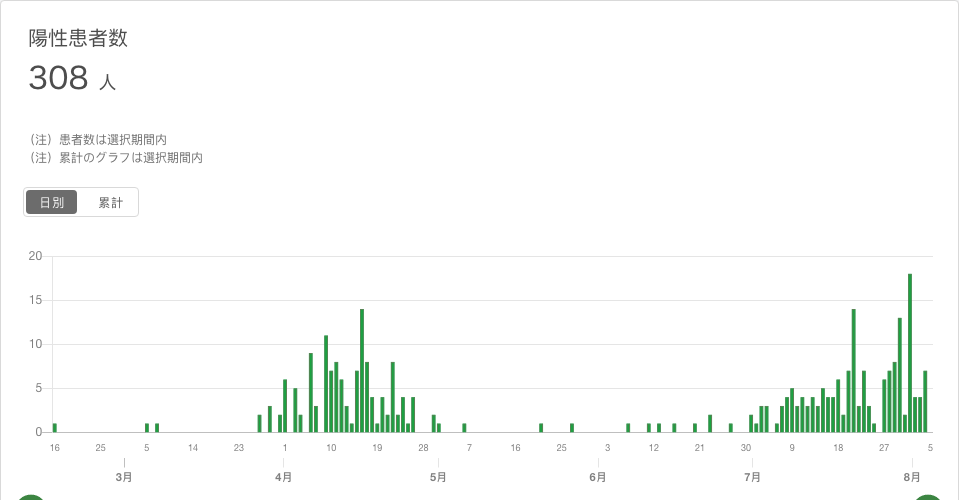 陽性患者数
308 人
（注）患者数は選択期間内
（注）累計のグラフは選択期間内
日別 累計
20
15
10
5
0
16 25 5 14 23 1 10 19 28 7 16 25 3 12 21 30 9 18 27 5
3月 4月 5月 6月 7月 8月